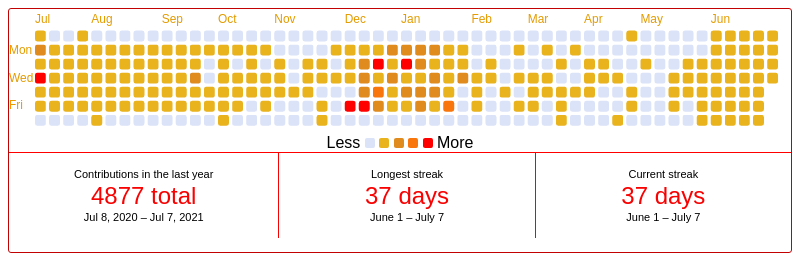 Jul Aug Sep Oct Nov Dec Jan Feb Mar Apr May Jun
Mon
Wed
Fri
Less More
Contributions in the last year
4877 total
Jul 8, 2020 – Jul 7, 2021
Longest streak
37 days
June 1 – July 7
Current streak
37 days
June 1 – July 7